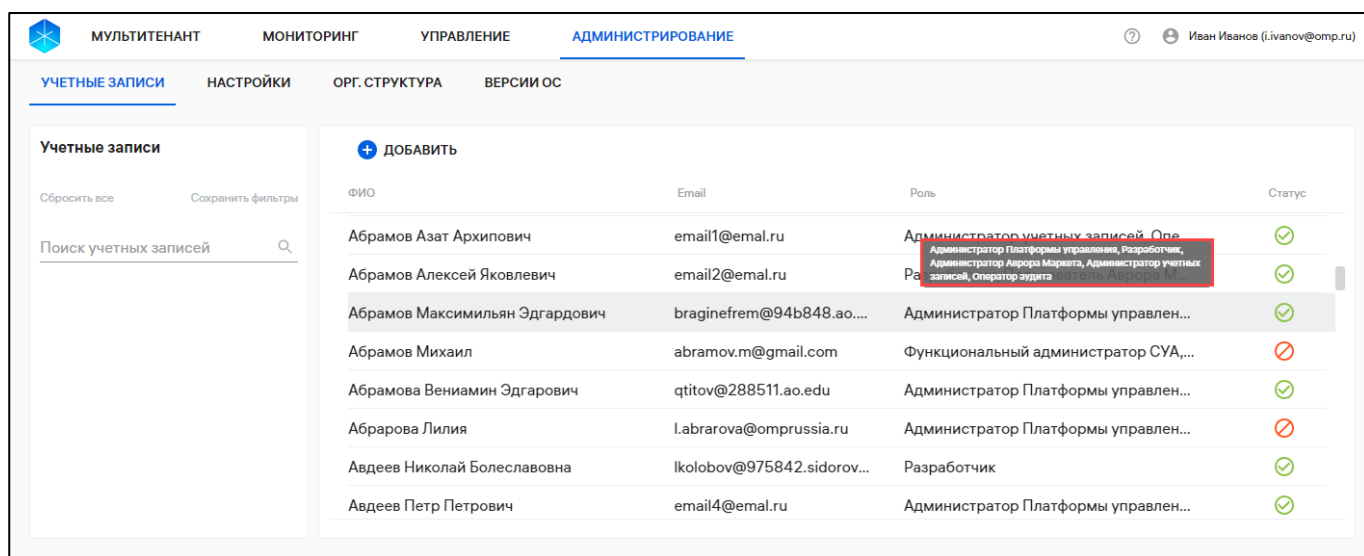 МУЛЬТИТЕНАНТ МОНИТОРИНГ УПРАВЛЕНИЕ АДМИНИСТРИРОВАНИЕ ? Иван Иванов (i.ivanov@omp.ru)
УЧЕТНЫЕ ЗАПИСИ НАСТРОЙКИ ОРГ. СТРУКТУРА ВЕРСИИ ОС
Учетные записи
Сбросить все Сохранить фильтры
Поиск учетных записей
ДОБАВИТЬ
ФИО Email Роль Статус
Абрамов Азат Архипович email1@emal.ru Администратор учетных записей, Опе...
Администратор Платформы управления, Разработчик,
Администратор Аврора Маркета, Администратор учетных
записей, Оператор аудита
Абрамов Алексей Яковлевич email2@emal.ru
Абрамов Максимильян Эдгардович braginefrem@94b848.ao.... Администратор Платформы управлен...
Абрамов Михаил abramov.m@gmail.com Функциональный администратор СУА,...
Абрамова Вениамин Эдгарович qtitov@288511.ao.edu Администратор Платформы управлен...
Абрарова Лилия l.abrarova@omprussia.ru Администратор Платформы управлен...
Авдеев Николай Болеславовна lkolobov@975842.sidorov... Разработчик
Авдеев Петр Петрович email4@emal.ru Администратор Платформы управлен...